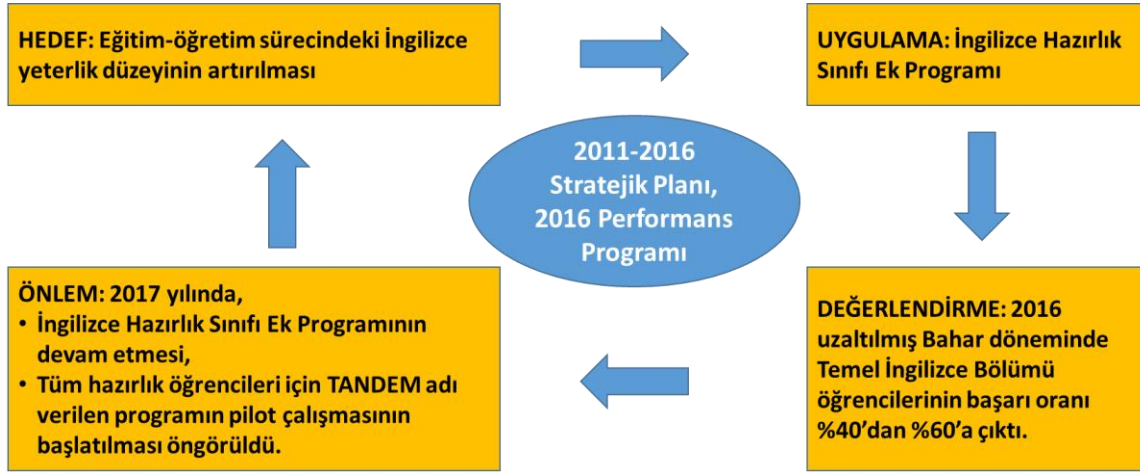 HEDEF: Eğitim-öğretim sürecindeki İngilizce
yeterlik düzeyinin artırılması
UYGULAMA: İngilizce Hazırlık
Sınıfı Ek Programı
2011-2016
Stratejik Planı,
2016 Performans
Programı
ÖNLEM: 2017 yılında,
• İngilizce Hazırlık Sınıfı Ek Programının
devam etmesi,
• Tüm hazırlık öğrencileri için TANDEM adı
verilen programın pilot çalışmasının
başlatılması öngörüldü.
DEĞERLENDİRME: 2016
uzaltılmış Bahar döneminde
Temel İngilizce Bölümü
öğrencilerinin başarı oranı
%40’dan %60’a çıktı.